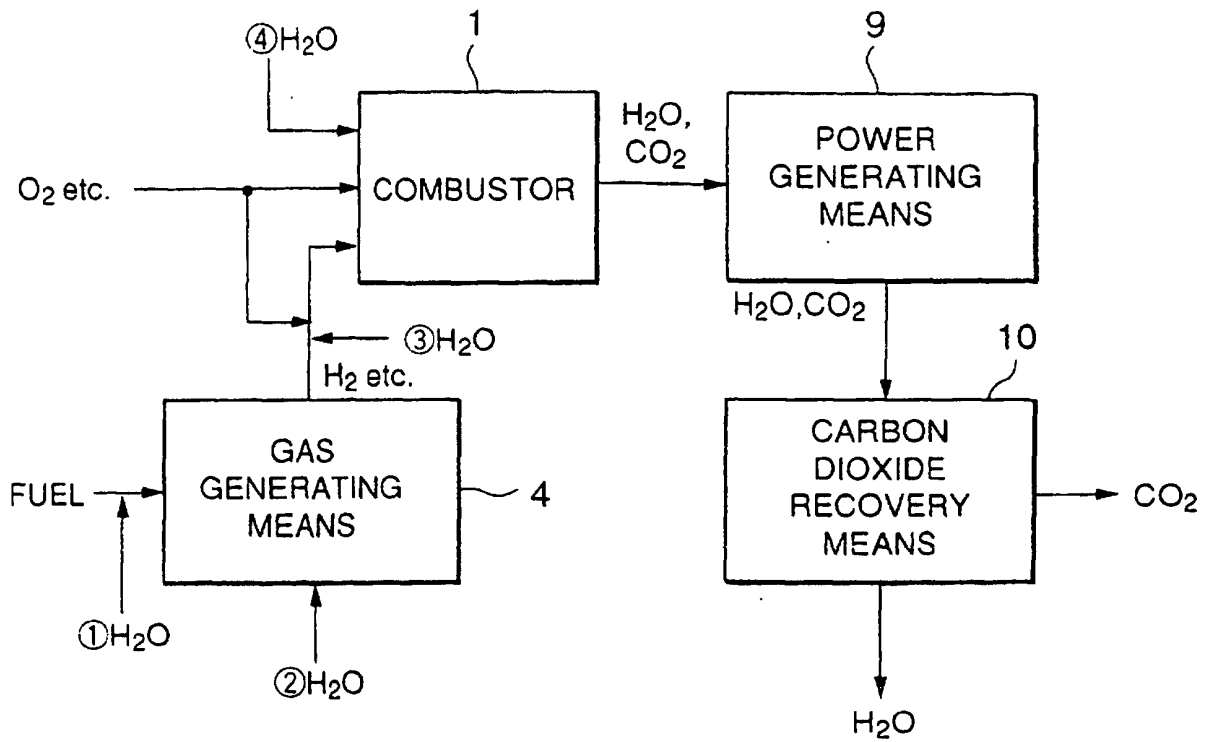 ④H₂O
1
9
O₂ etc.
COMBUSTOR
H₂O,
CO₂
POWER
GENERATING
MEANS
③H₂O
H₂ etc.
H₂O,CO₂
10
FUEL
GAS
GENERATING
MEANS
4
CARBON
DIOXIDE
RECOVERY
MEANS
CO₂
①H₂O
②H₂O
H₂O